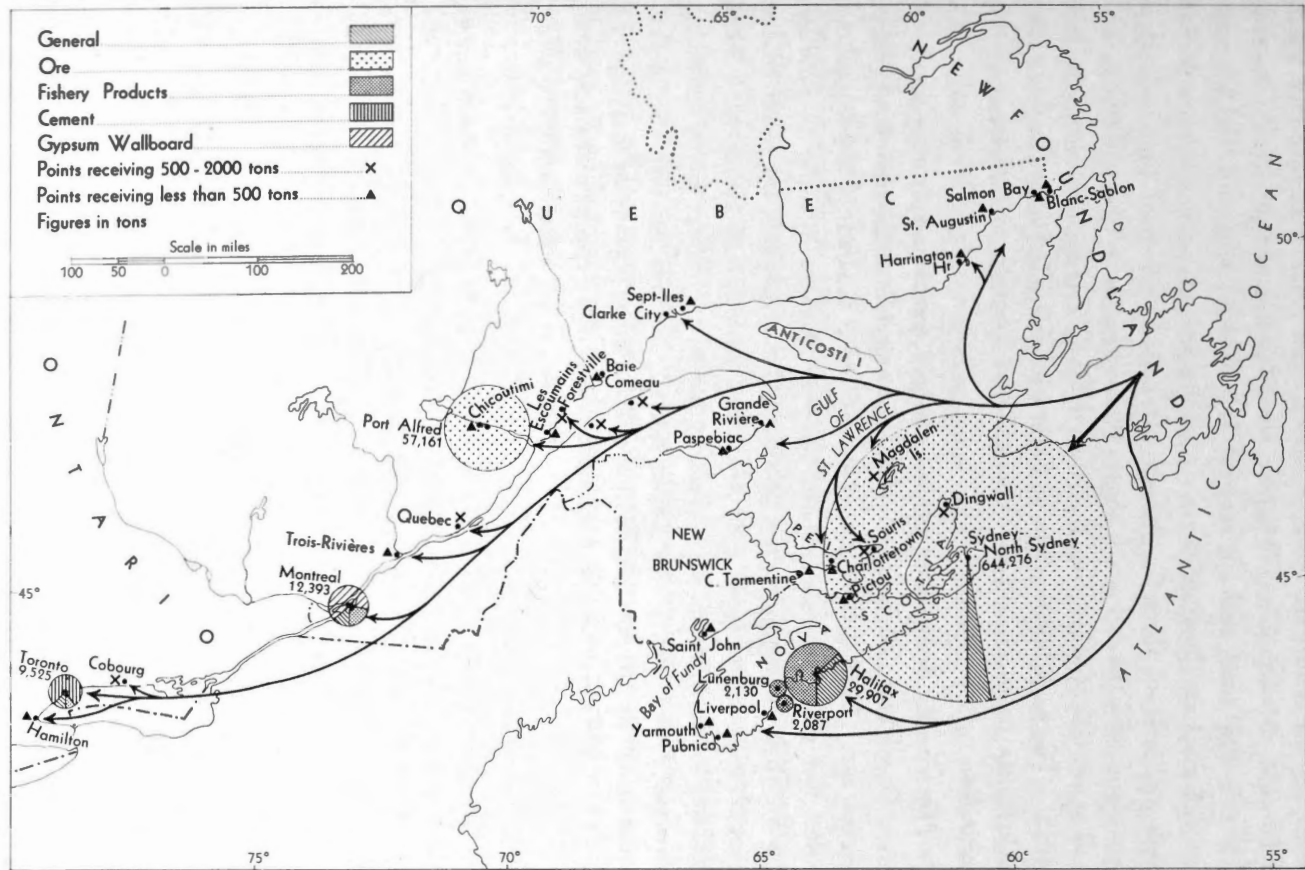 70° 65° 60° 55°
General
Ore
Fishery Products
Cement
Gypsum Wallboard
Points receiving 500 - 2000 tons
Points receiving less than 500 tons
Figures in tons
Scale in miles
100 50 0 100 200
QUEBEC
NEWFOUNDLAND
ATLANTIC OCEAN
50°
Salmon Bay
Blanc-Sablon
St. Augustin
Harrington
Hr
Sept-Iles
Clarke City
ANTICOSTI I
ONTARIO
Baie
Comeau
Forestville
Les
Escoumains
Chicoutimi
Port Alfred
57,161
Grande
Rivière
Paspebiac
GULF
OF
ST. LAWRENCE
Magdalen
Is.
Dingwall
Sydney-
North Sydney
644,276
Quebec
Trois-Rivières
NEW
BRUNSWICK
P E I
Souris
Charlottetown
C. Tormentine
Pictou
NOVA SCOTIA
45°
45°
Montreal
12,393
Saint John
Bay of Fundy
Toronto
9,525
Cobourg
Hamilton
Lunenburg
2,130
Halifax
29,907
Liverpool
Riverport
2,087
Yarmouth
Pubnico
75° 70° 65° 60° 55°